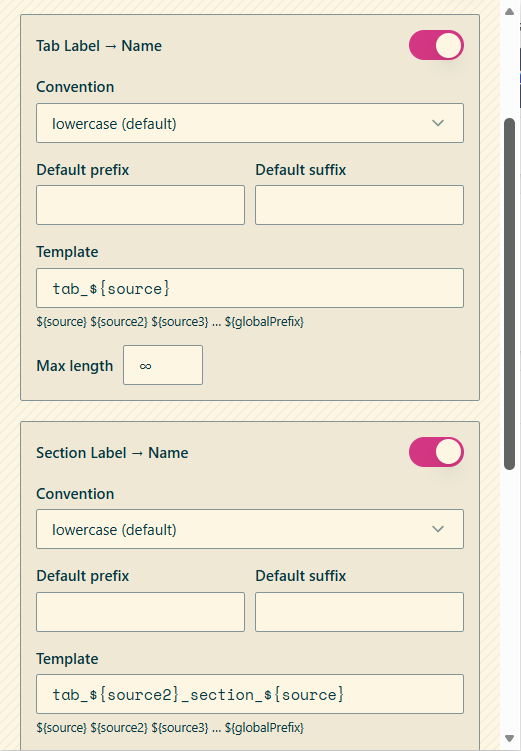 Tab Label → Name
Convention
lowercase (default)
Default prefix Default suffix
Template
tab_${source}
${source} ${source2} ${source3} ... ${globalPrefix}
Max length ∞
Section Label → Name
Convention
lowercase (default)
Default prefix Default suffix
Template
tab_${source2}_section_${source}
${source} ${source2} ${source3} ... ${globalPrefix}